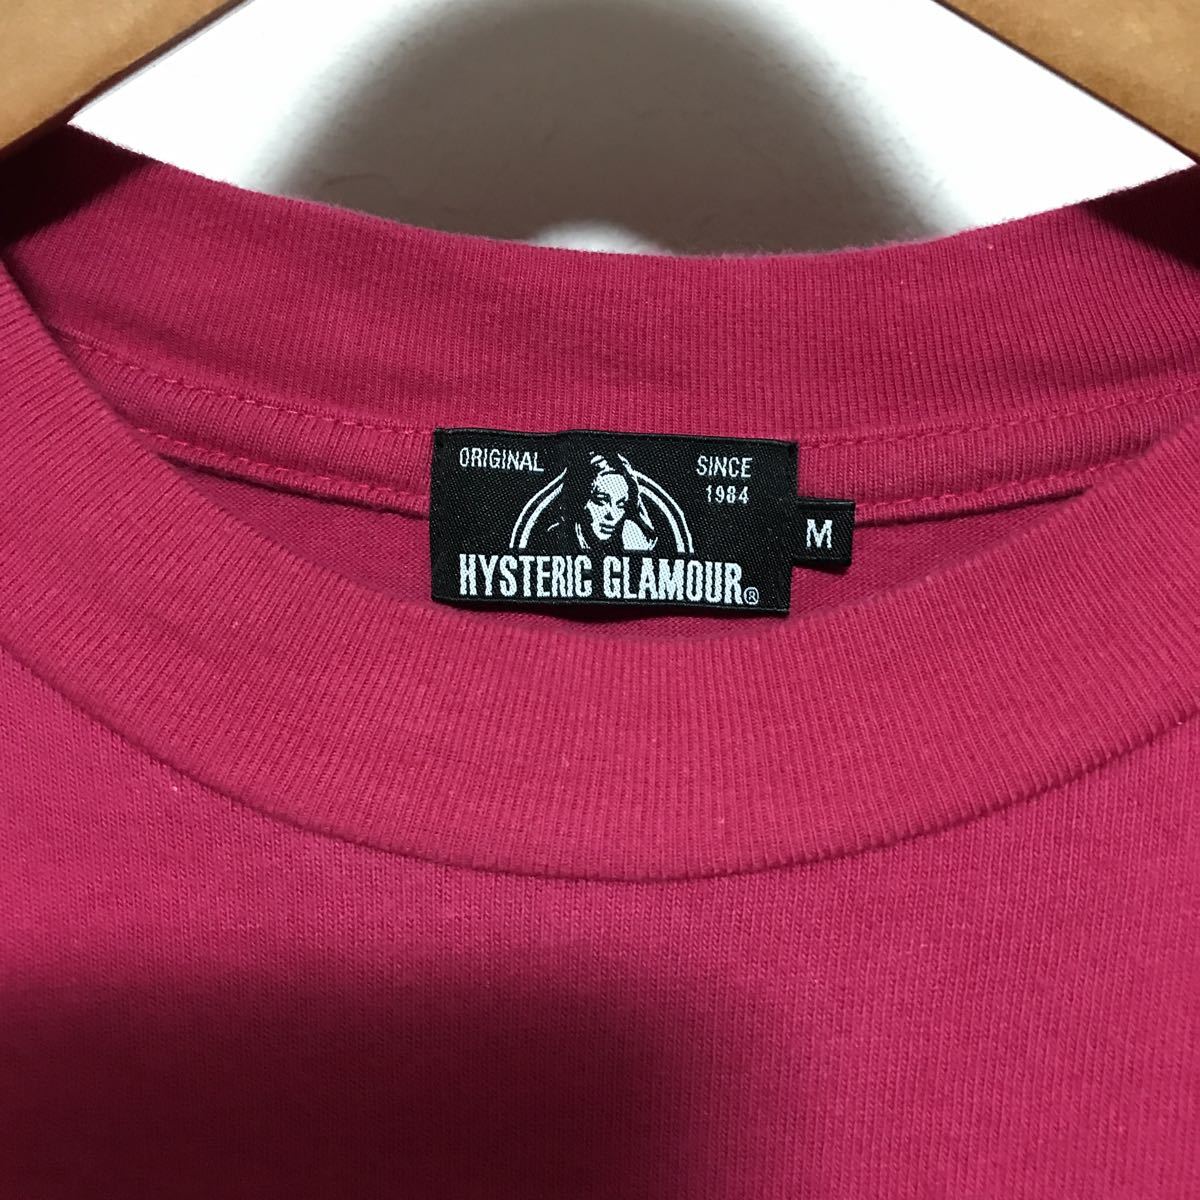 ORIGINAL
SINCE
1984
HYSTERIC GLAMOUR®
M